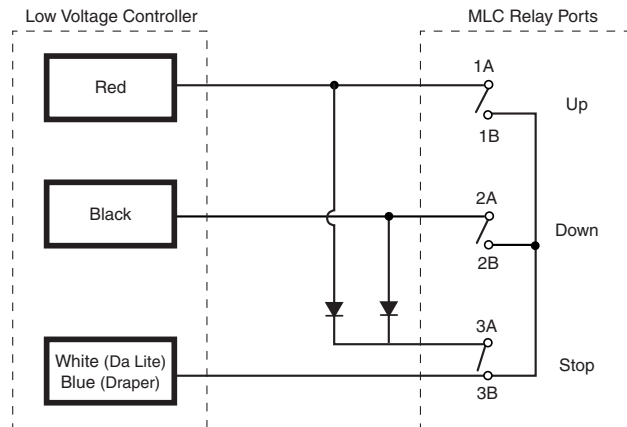 Low Voltage Controller
MLC Relay Ports
Red
1A
1B
Up
Black
2A
2B
Down
White (Da Lite)
Blue (Draper)
3A
3B
Stop